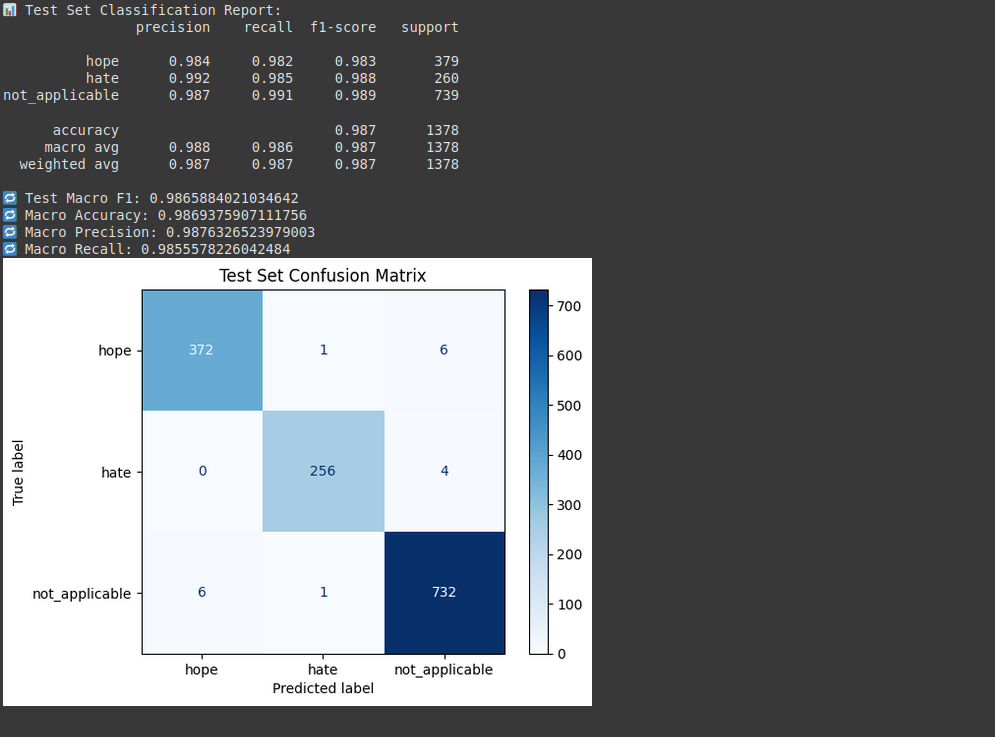 📊 Test Set Classification Report:
precision recall f1-score support
hope 0.984 0.982 0.983 379
hate 0.992 0.985 0.988 260
not_applicable 0.987 0.991 0.989 739
accuracy 0.987 1378
macro avg 0.988 0.986 0.987 1378
weighted avg 0.987 0.987 0.987 1378
🔁 Test Macro F1: 0.9865884021034642
🔁 Macro Accuracy: 0.9869375907111756
🔁 Macro Precision: 0.9876326523979003
🔁 Macro Recall: 0.9855578226042484
Test Set Confusion Matrix
hope 372 1 6
hate 0 256 4
not_applicable 6 1 732
hope hate not_applicable
Predicted label
True label
700
600
500
400
300
200
100
0